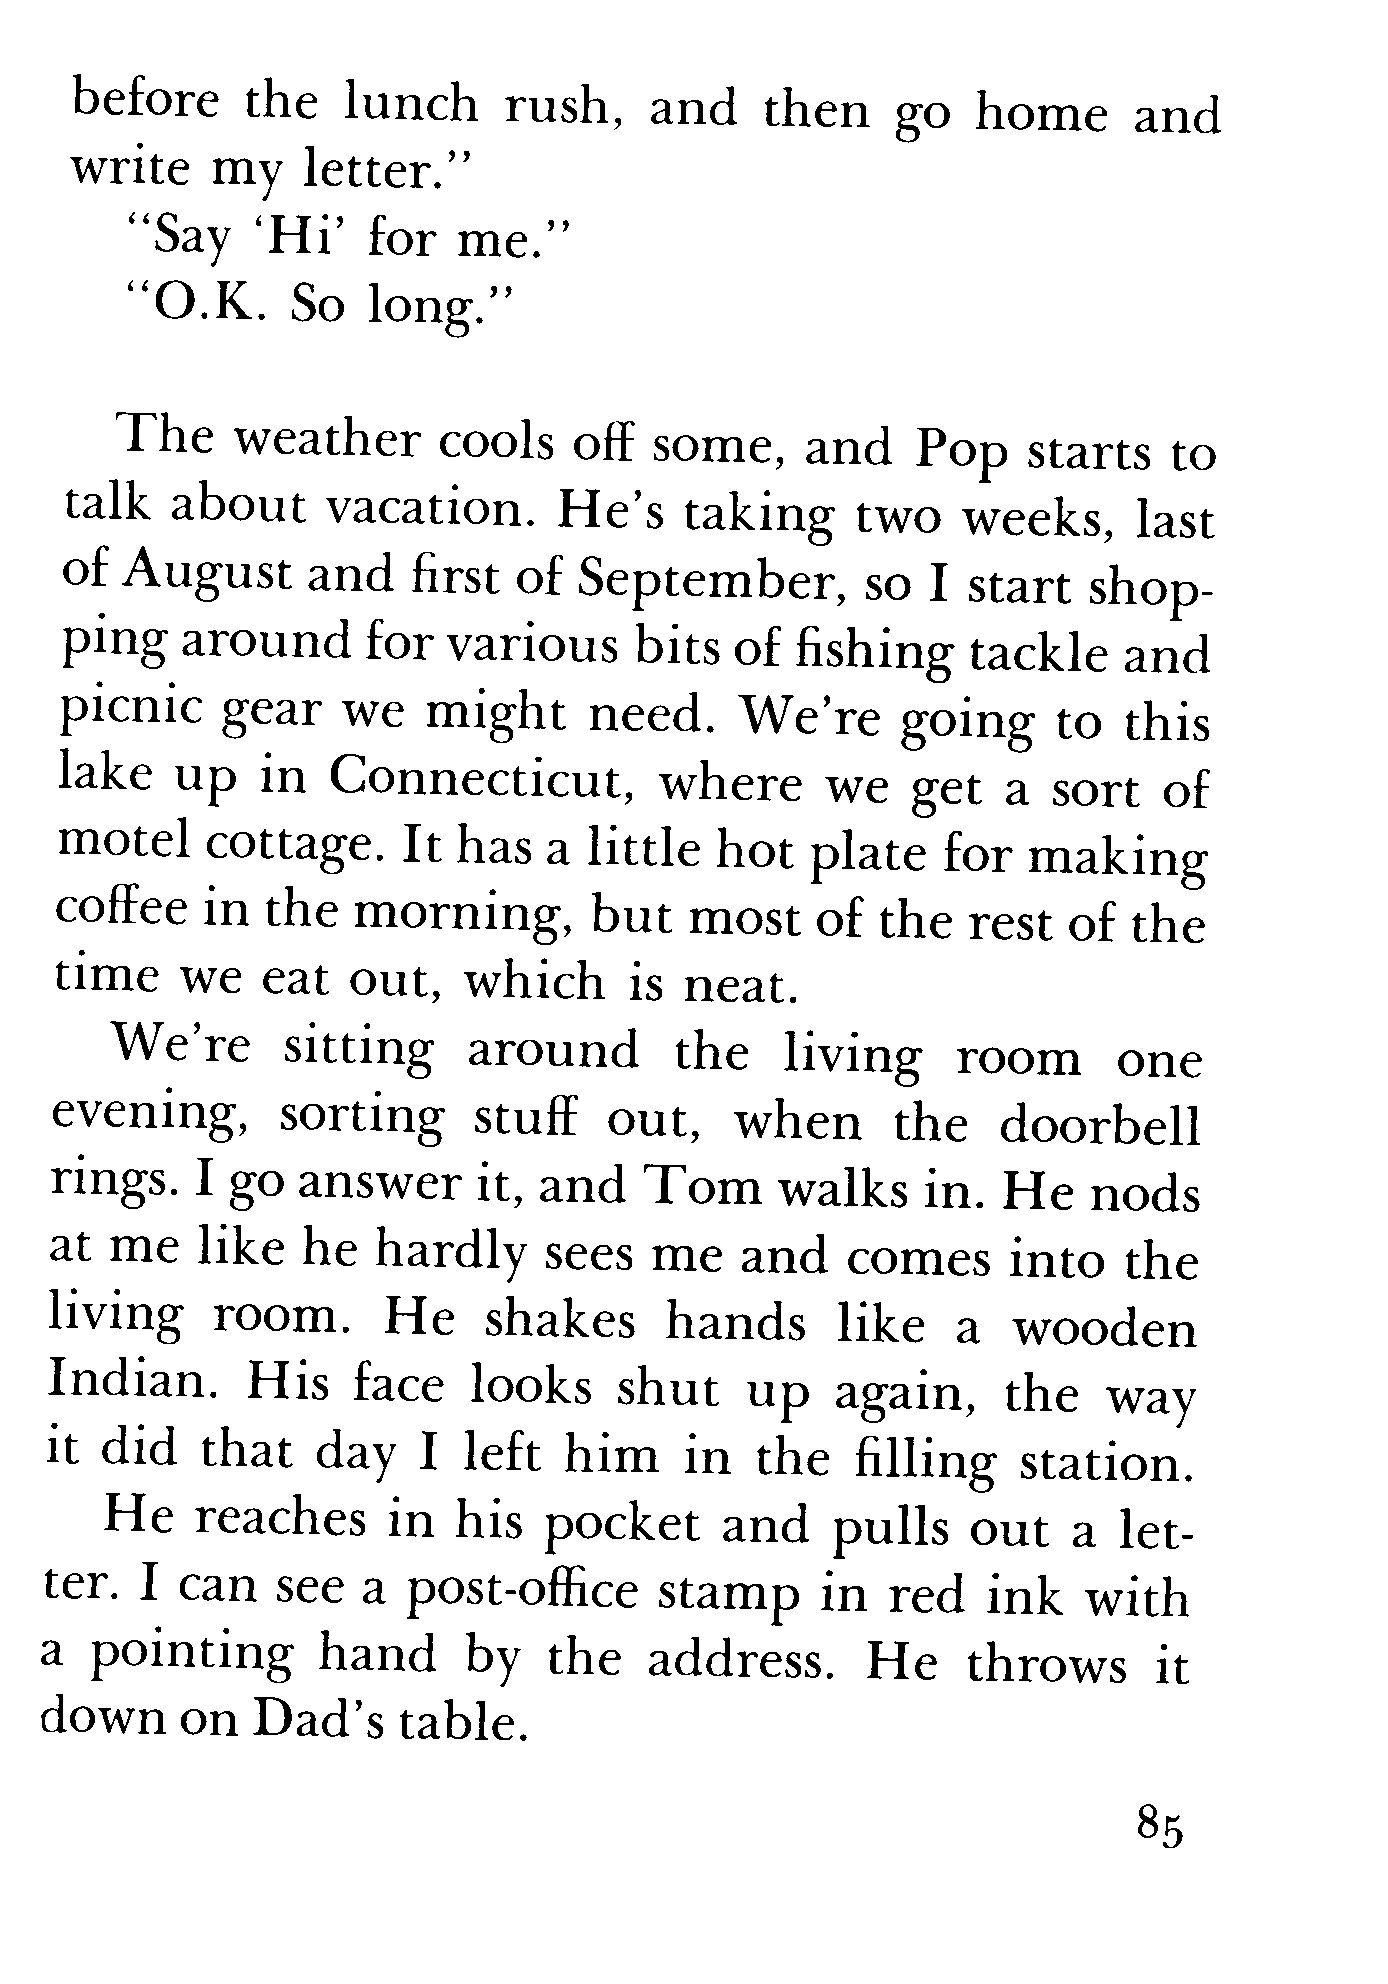 before the lunch rush, and then go home and
write my letter.”
“Say ‘Hi’ for me.”
“O.K. So long.”
The weather cools off some, and Pop starts to
talk about vacation. He’s taking two weeks, last
of August and first of September, so I start shop-
ping around for various bits of fishing tackle and
picnic gear we might need. We’re going to this
lake up in Connecticut, where we get a sort of
motel cottage. It has a little hot plate for making
coffee in the morning, but most of the rest of the
time we eat out, which is neat.
We’re sitting around the living room one
evening, sorting stuff out, when the doorbell
rings. I go answer it, and Tom walks in. He nods
at me like he hardly sees me and comes into the
living room. He shakes hands like a wooden
Indian. His face looks shut up again, the way
it did that day I left him in the filling station.
He reaches in his pocket and pulls out a let-
ter. I can see a post-office stamp in red ink with
a pointing hand by the address. He throws it
down on Dad’s table.
85